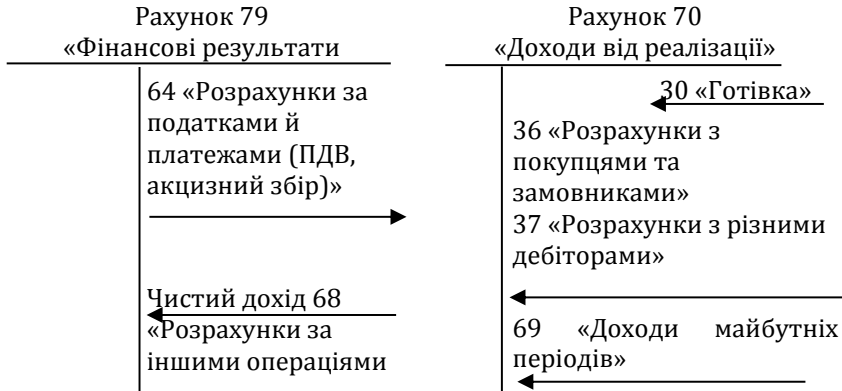 Рахунок 79
«Фінансові результати
64 «Розрахунки за
податками й
платежами (ПДВ,
акцизний збір)»
Чистий дохід 68
«Розрахунки за
іншими операціями
Рахунок 70
«Доходи від реалізації»
30 «Готівка»
36 «Розрахунки з
покупцями та
замовниками»
37 «Розрахунки з різними
дебіторами»
69 «Доходи майбутніх
періодів»